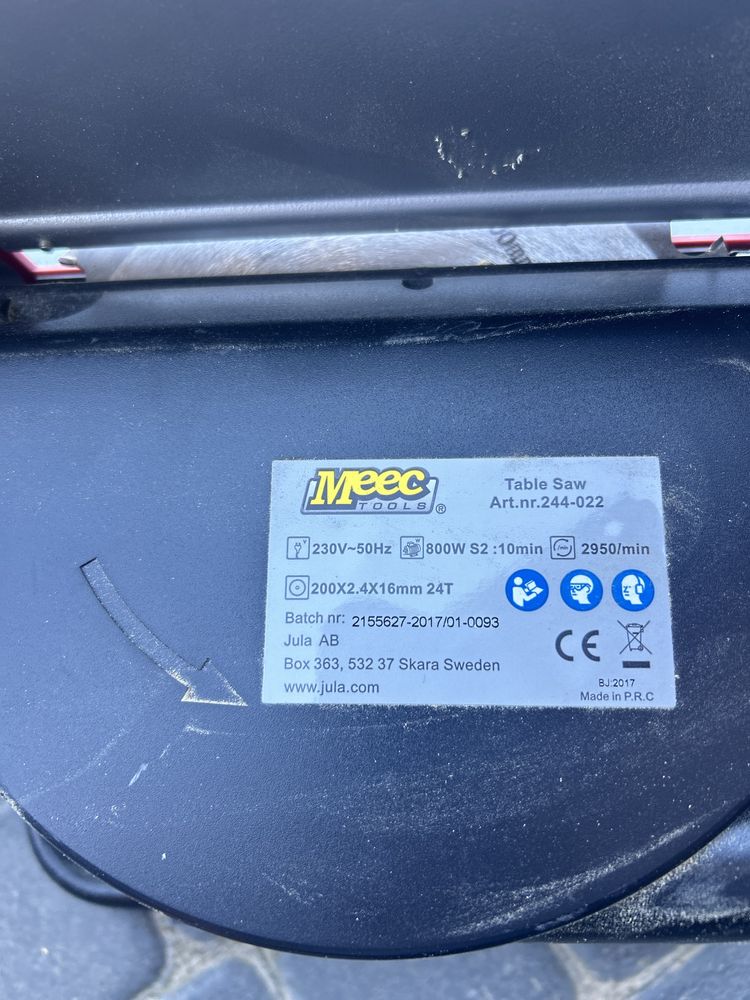 Meec
TOOLS ®
Table Saw
Art.nr.244-022
230V~50Hz 800W S2 :10min 2950/min
200X2.4X16mm 24T
Batch nr: 2155627-2017/01-0093
Jula AB
Box 363, 532 37 Skara Sweden
www.jula.com
CE
BJ:2017
Made in P.R.C